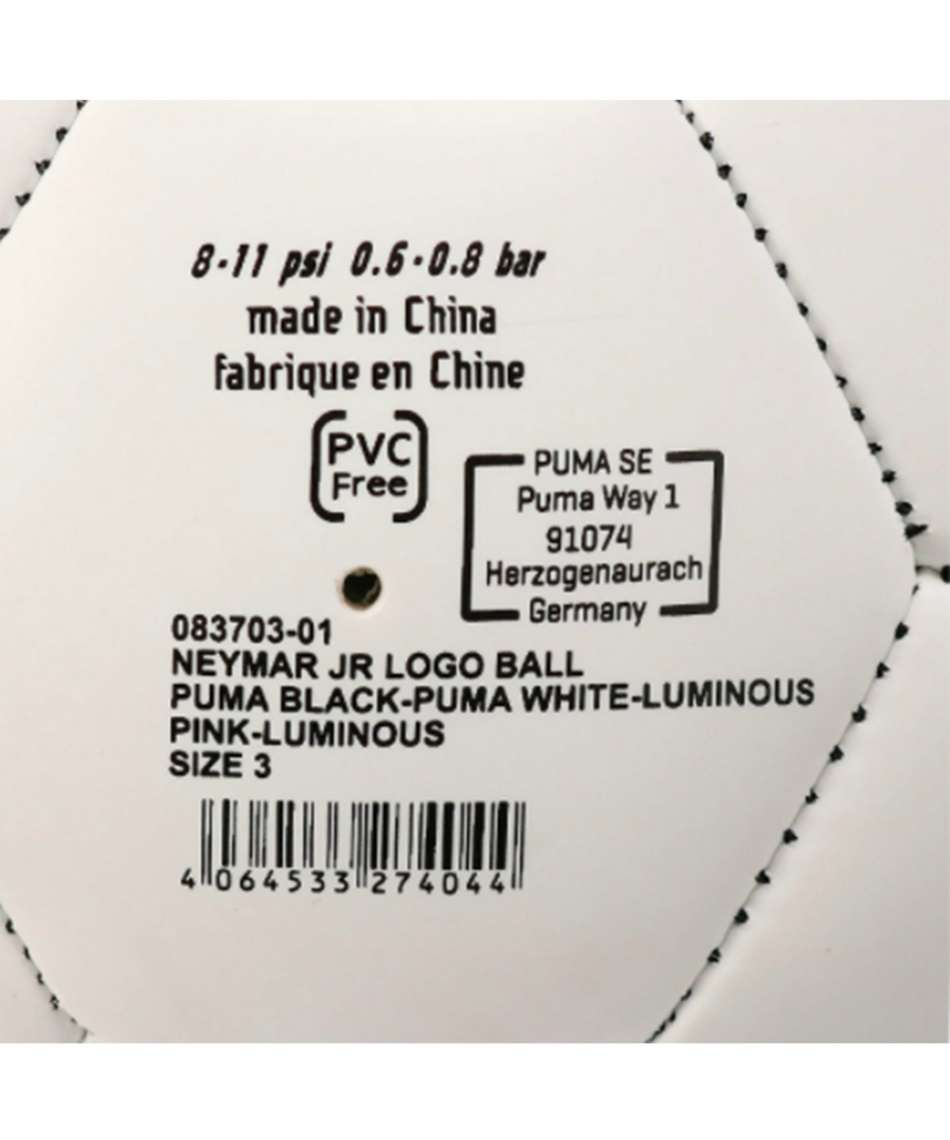 8-11 psi 0.6-0.8 bar
made in China
fabrique en Chine
PVC
Free
PUMA SE
Puma Way 1
91074
Herzogenaurach
Germany
083703-01
NEYMAR JR LOGO BALL
PUMA BLACK-PUMA WHITE-LUMINOUS
PINK-LUMINOUS
SIZE 3
4 064533 274044